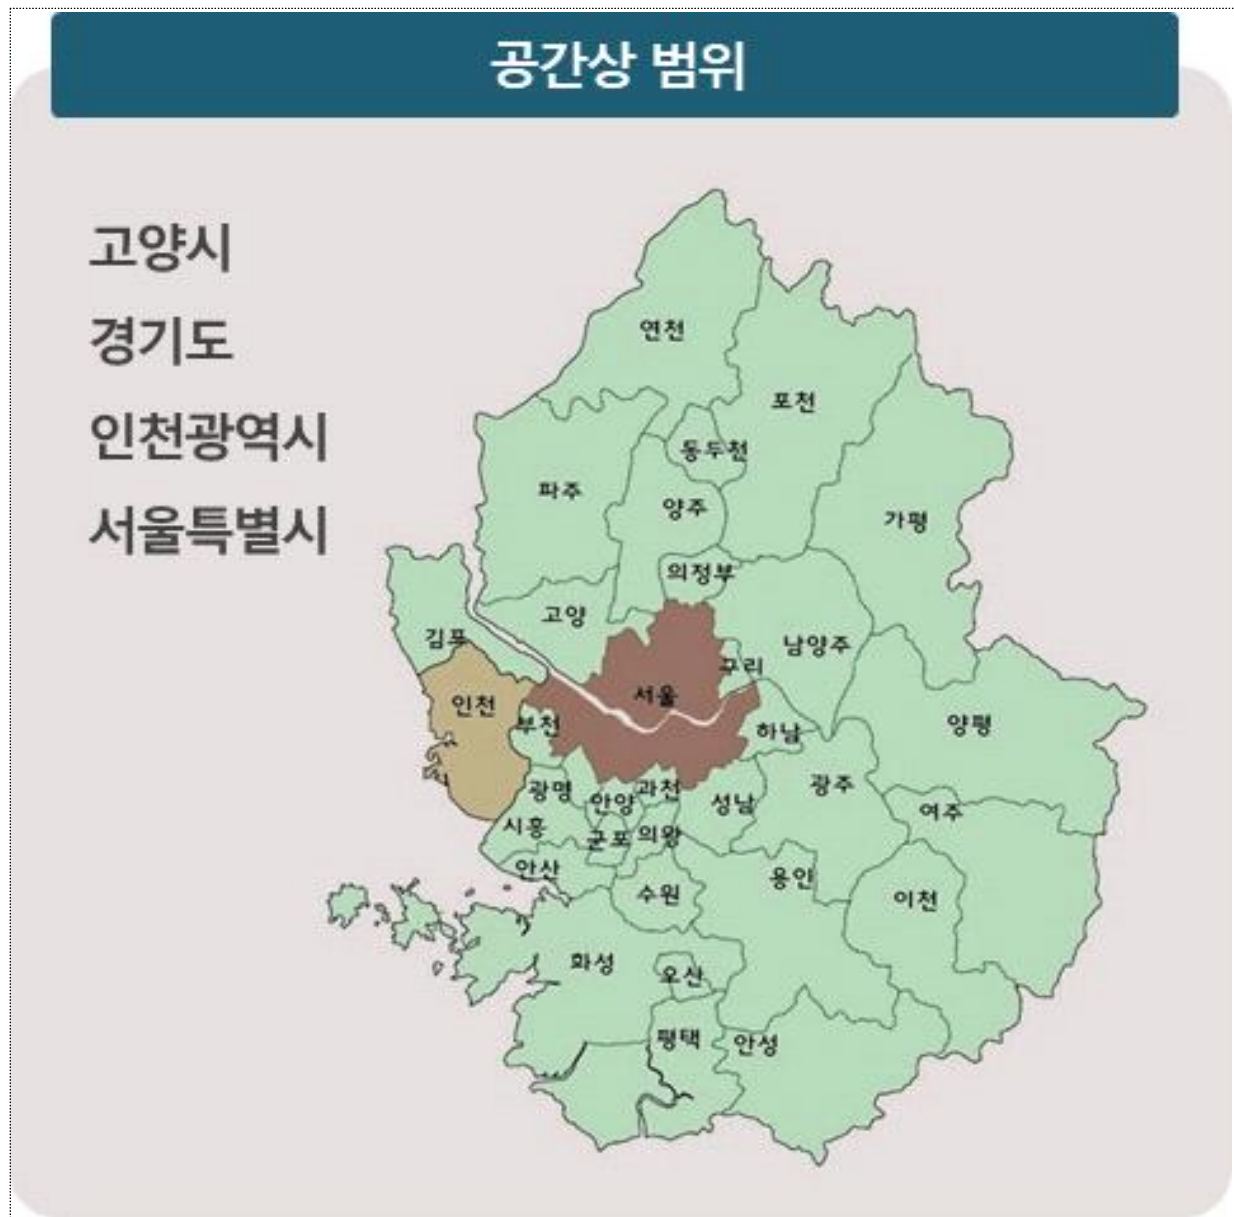 공간상 범위
고양시
경기도
인천광역시
서울특별시
연천
포천
동두천
파주
양주
가평
의정부
고양
김포
남양주
구리
서울
인천
부천
하남
양평
광명
과천
안양
성남
광주
여주
시흥
군포
의왕
안산
수원
용인
이천
화성
오산
평택
안성